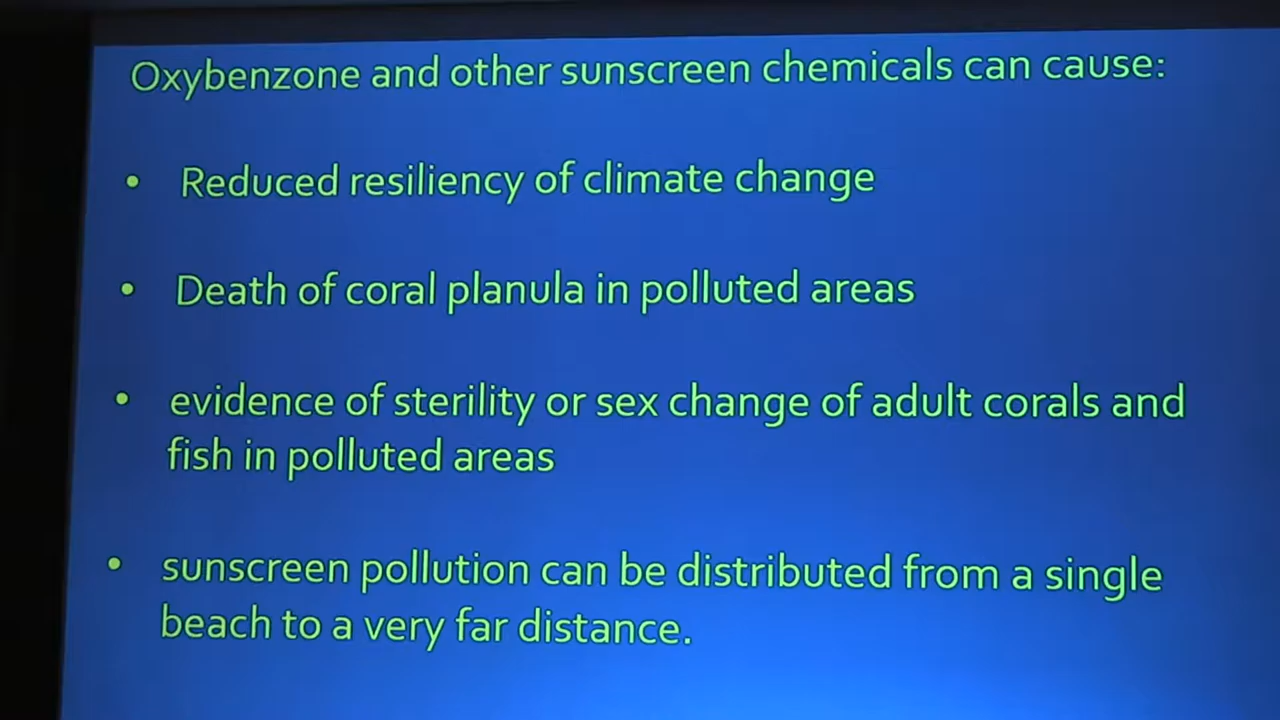 Oxybenzone and other sunscreen chemicals can cause:
• Reduced resiliency of climate change
• Death of coral planula in polluted areas
• evidence of sterility or sex change of adult corals and
fish in polluted areas
• sunscreen pollution can be distributed from a single
beach to a very far distance.